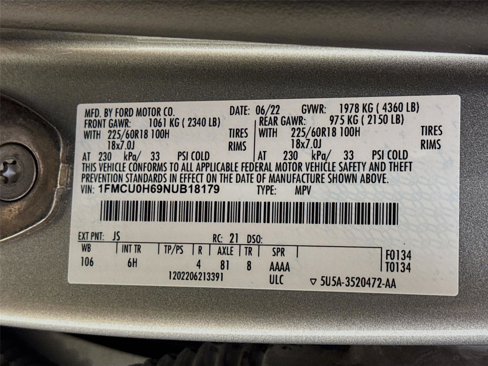 MFD. BY FORD MOTOR CO. DATE: 06/22 GVWR: 1978 KG ( 4360 LB)
FRONT GAWR: 1061 KG ( 2340 LB) REAR GAWR: 975 KG ( 2150 LB)
WITH 225/60R18 100H TIRES WITH 225/60R18 100H TIRES
18x7.0J RIMS 18x7.0J RIMS
AT 230 kPa/ 33 PSI COLD AT 230 kPa/ 33 PSI COLD
THIS VEHICLE CONFORMS TO ALL APPLICABLE FEDERAL MOTOR VEHICLE SAFETY AND THEFT
PREVENTION STANDARDS IN EFFECT ON THE DATE OF MANUFACTURE SHOWN ABOVE.
VIN: 1FMCU0H69NUB18179 TYPE: MPV
EXT PNT: JS RC: 21 DSO:
WB INT TR TP/PS R AXLE TR SPR F0134
106 6H 4 81 8 AAAA T0134
1202206213391 ULC 5U5A-3520472-AA